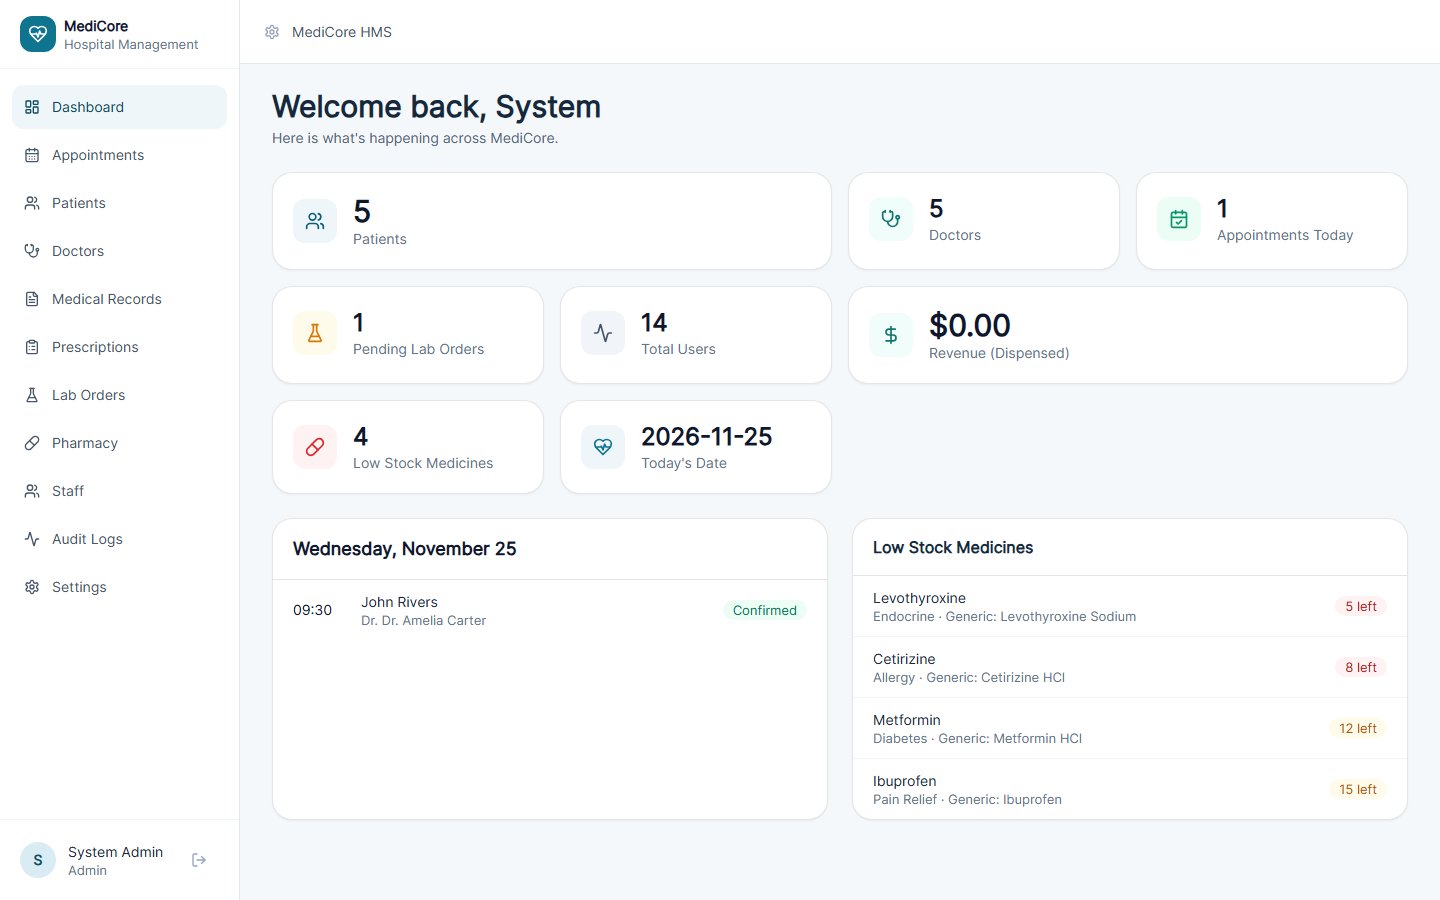 MediCore
Hospital Management
Dashboard
Appointments
Patients
Doctors
Medical Records
Prescriptions
Lab Orders
Pharmacy
Staff
Audit Logs
Settings
S
System Admin
Admin
MediCore HMS
Welcome back, System
Here is what's happening across MediCore.
5
Patients
5
Doctors
1
Appointments Today
1
Pending Lab Orders
14
Total Users
$0.00
Revenue (Dispensed)
4
Low Stock Medicines
2026-11-25
Today's Date
Wednesday, November 25
09:30
John Rivers
Dr. Dr. Amelia Carter
Confirmed
Low Stock Medicines
Levothyroxine
Endocrine · Generic: Levothyroxine Sodium
5 left
Cetirizine
Allergy · Generic: Cetirizine HCl
8 left
Metformin
Diabetes · Generic: Metformin HCl
12 left
Ibuprofen
Pain Relief · Generic: Ibuprofen
15 left